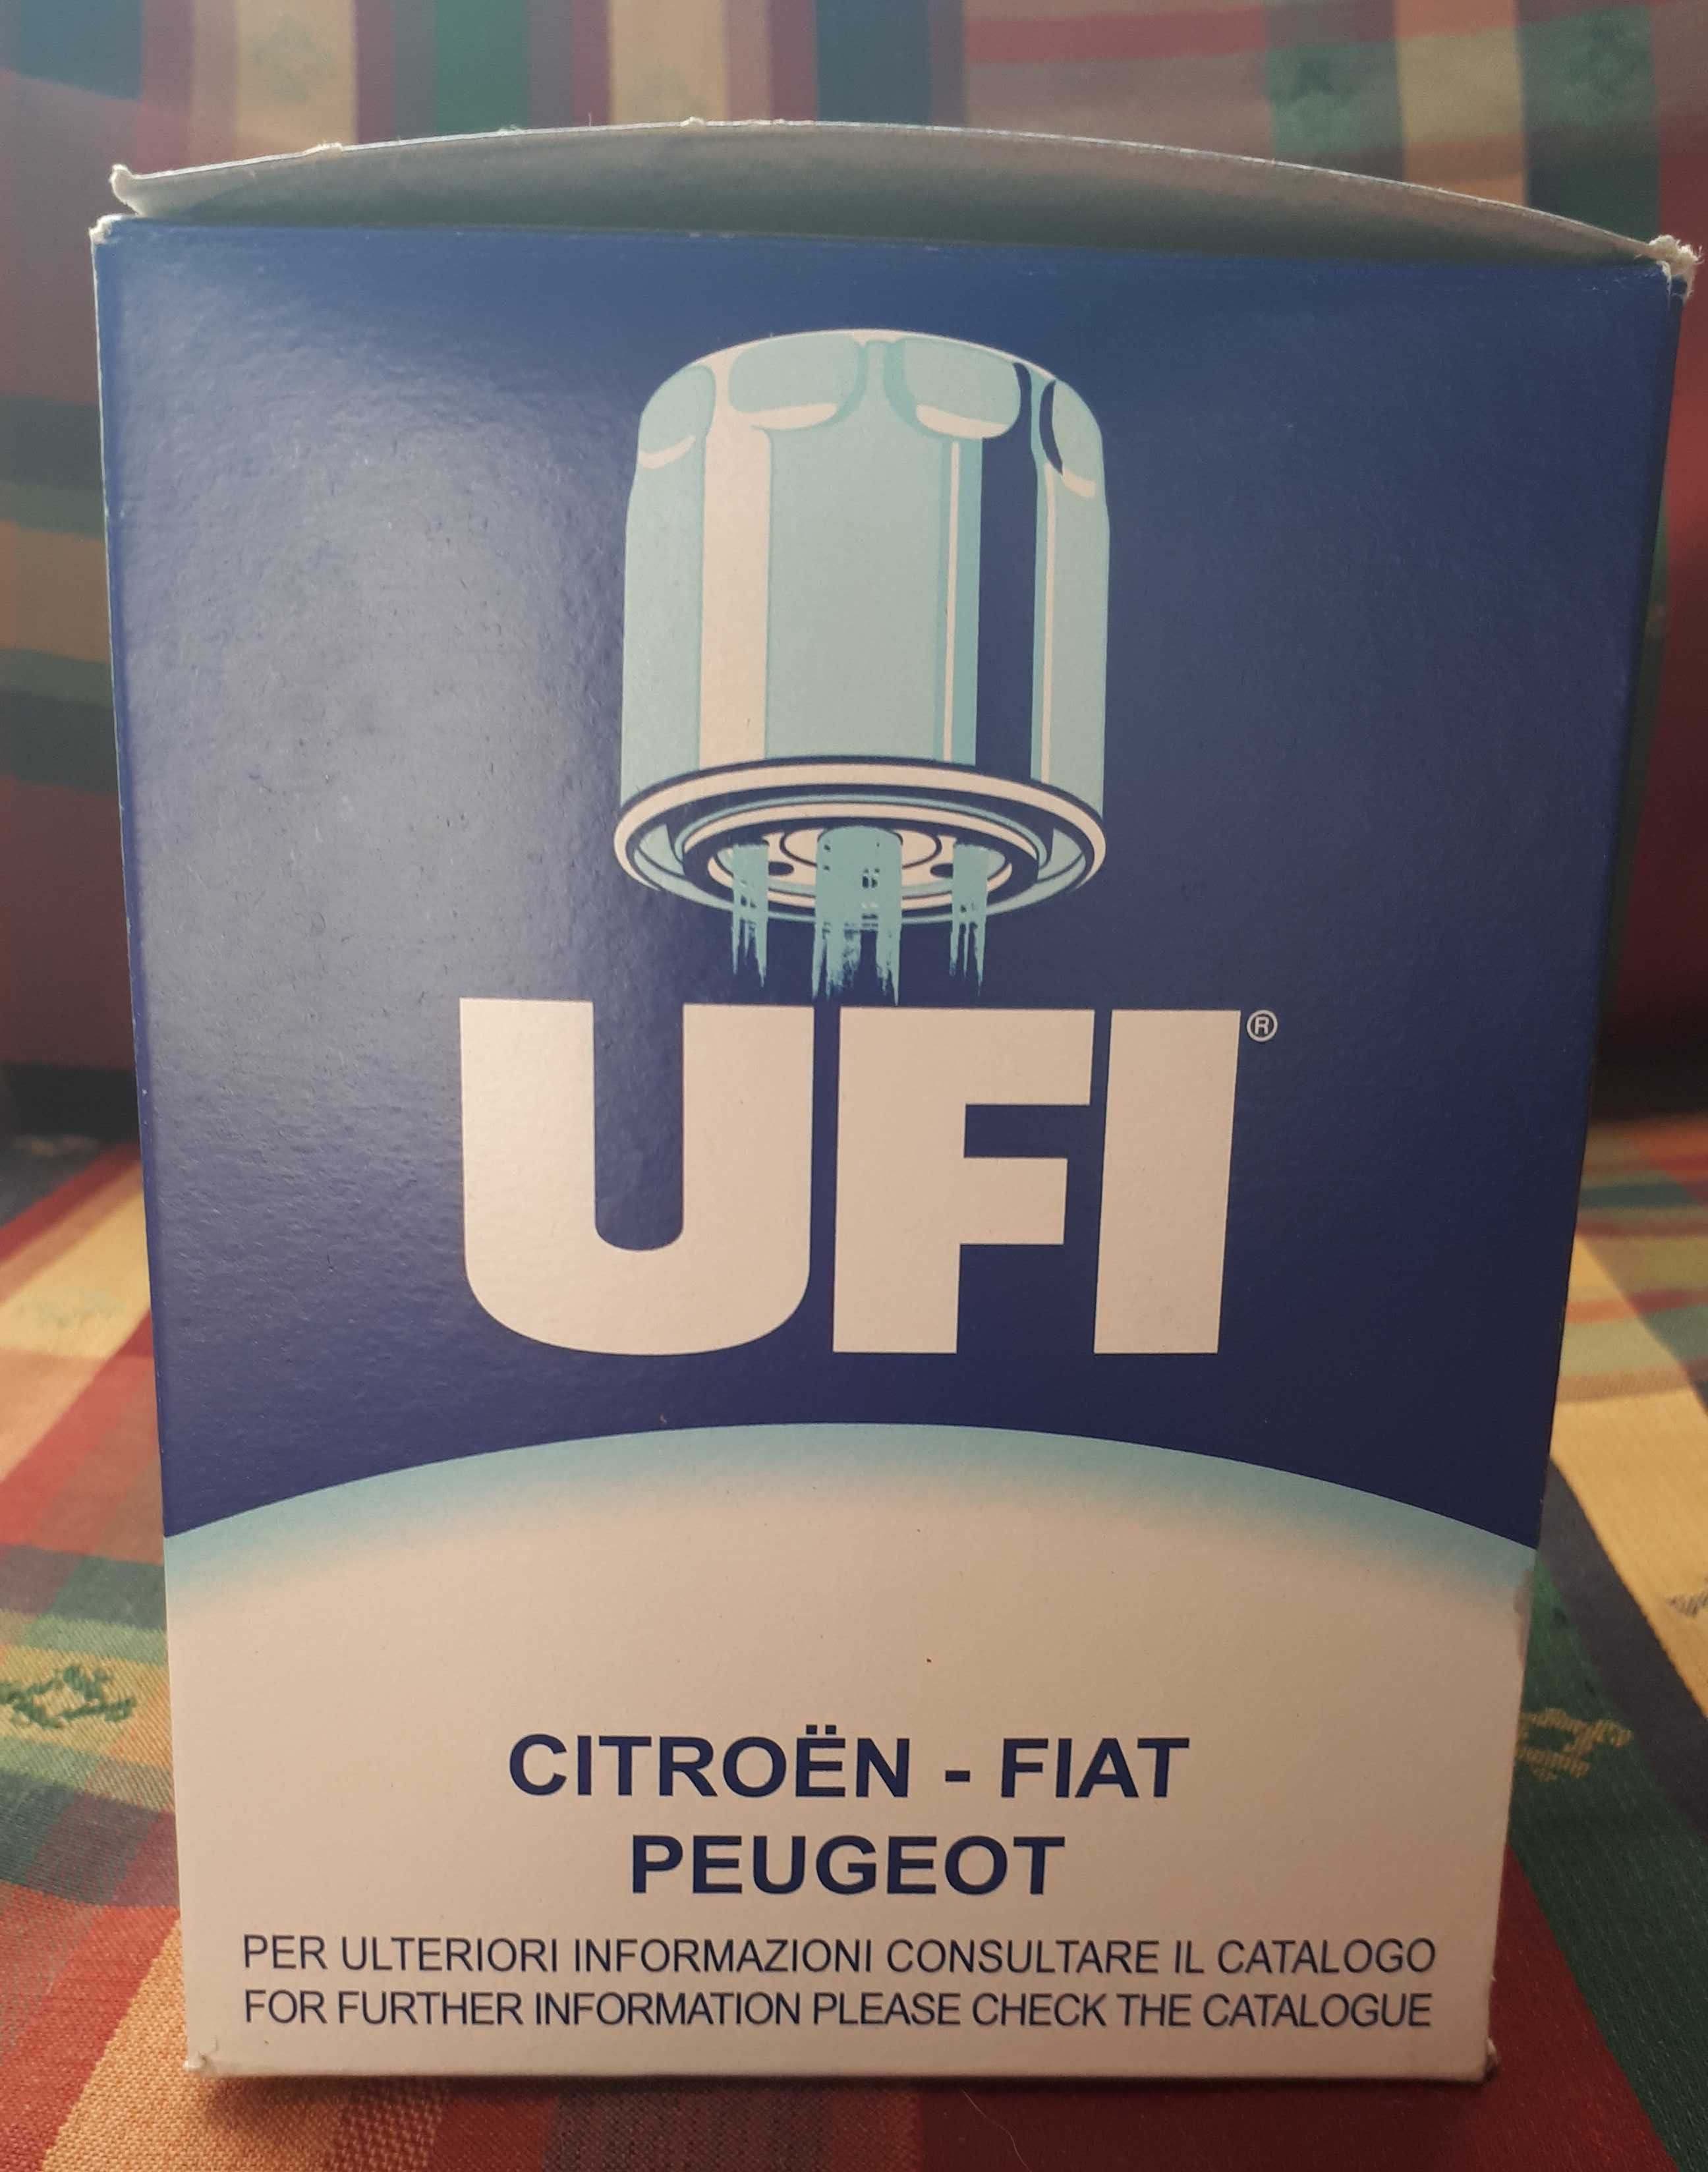 UFI®
CITROËN - FIAT
PEUGEOT
PER ULTERIORI INFORMAZIONI CONSULTARE IL CATALOGO
FOR FURTHER INFORMATION PLEASE CHECK THE CATALOGUE